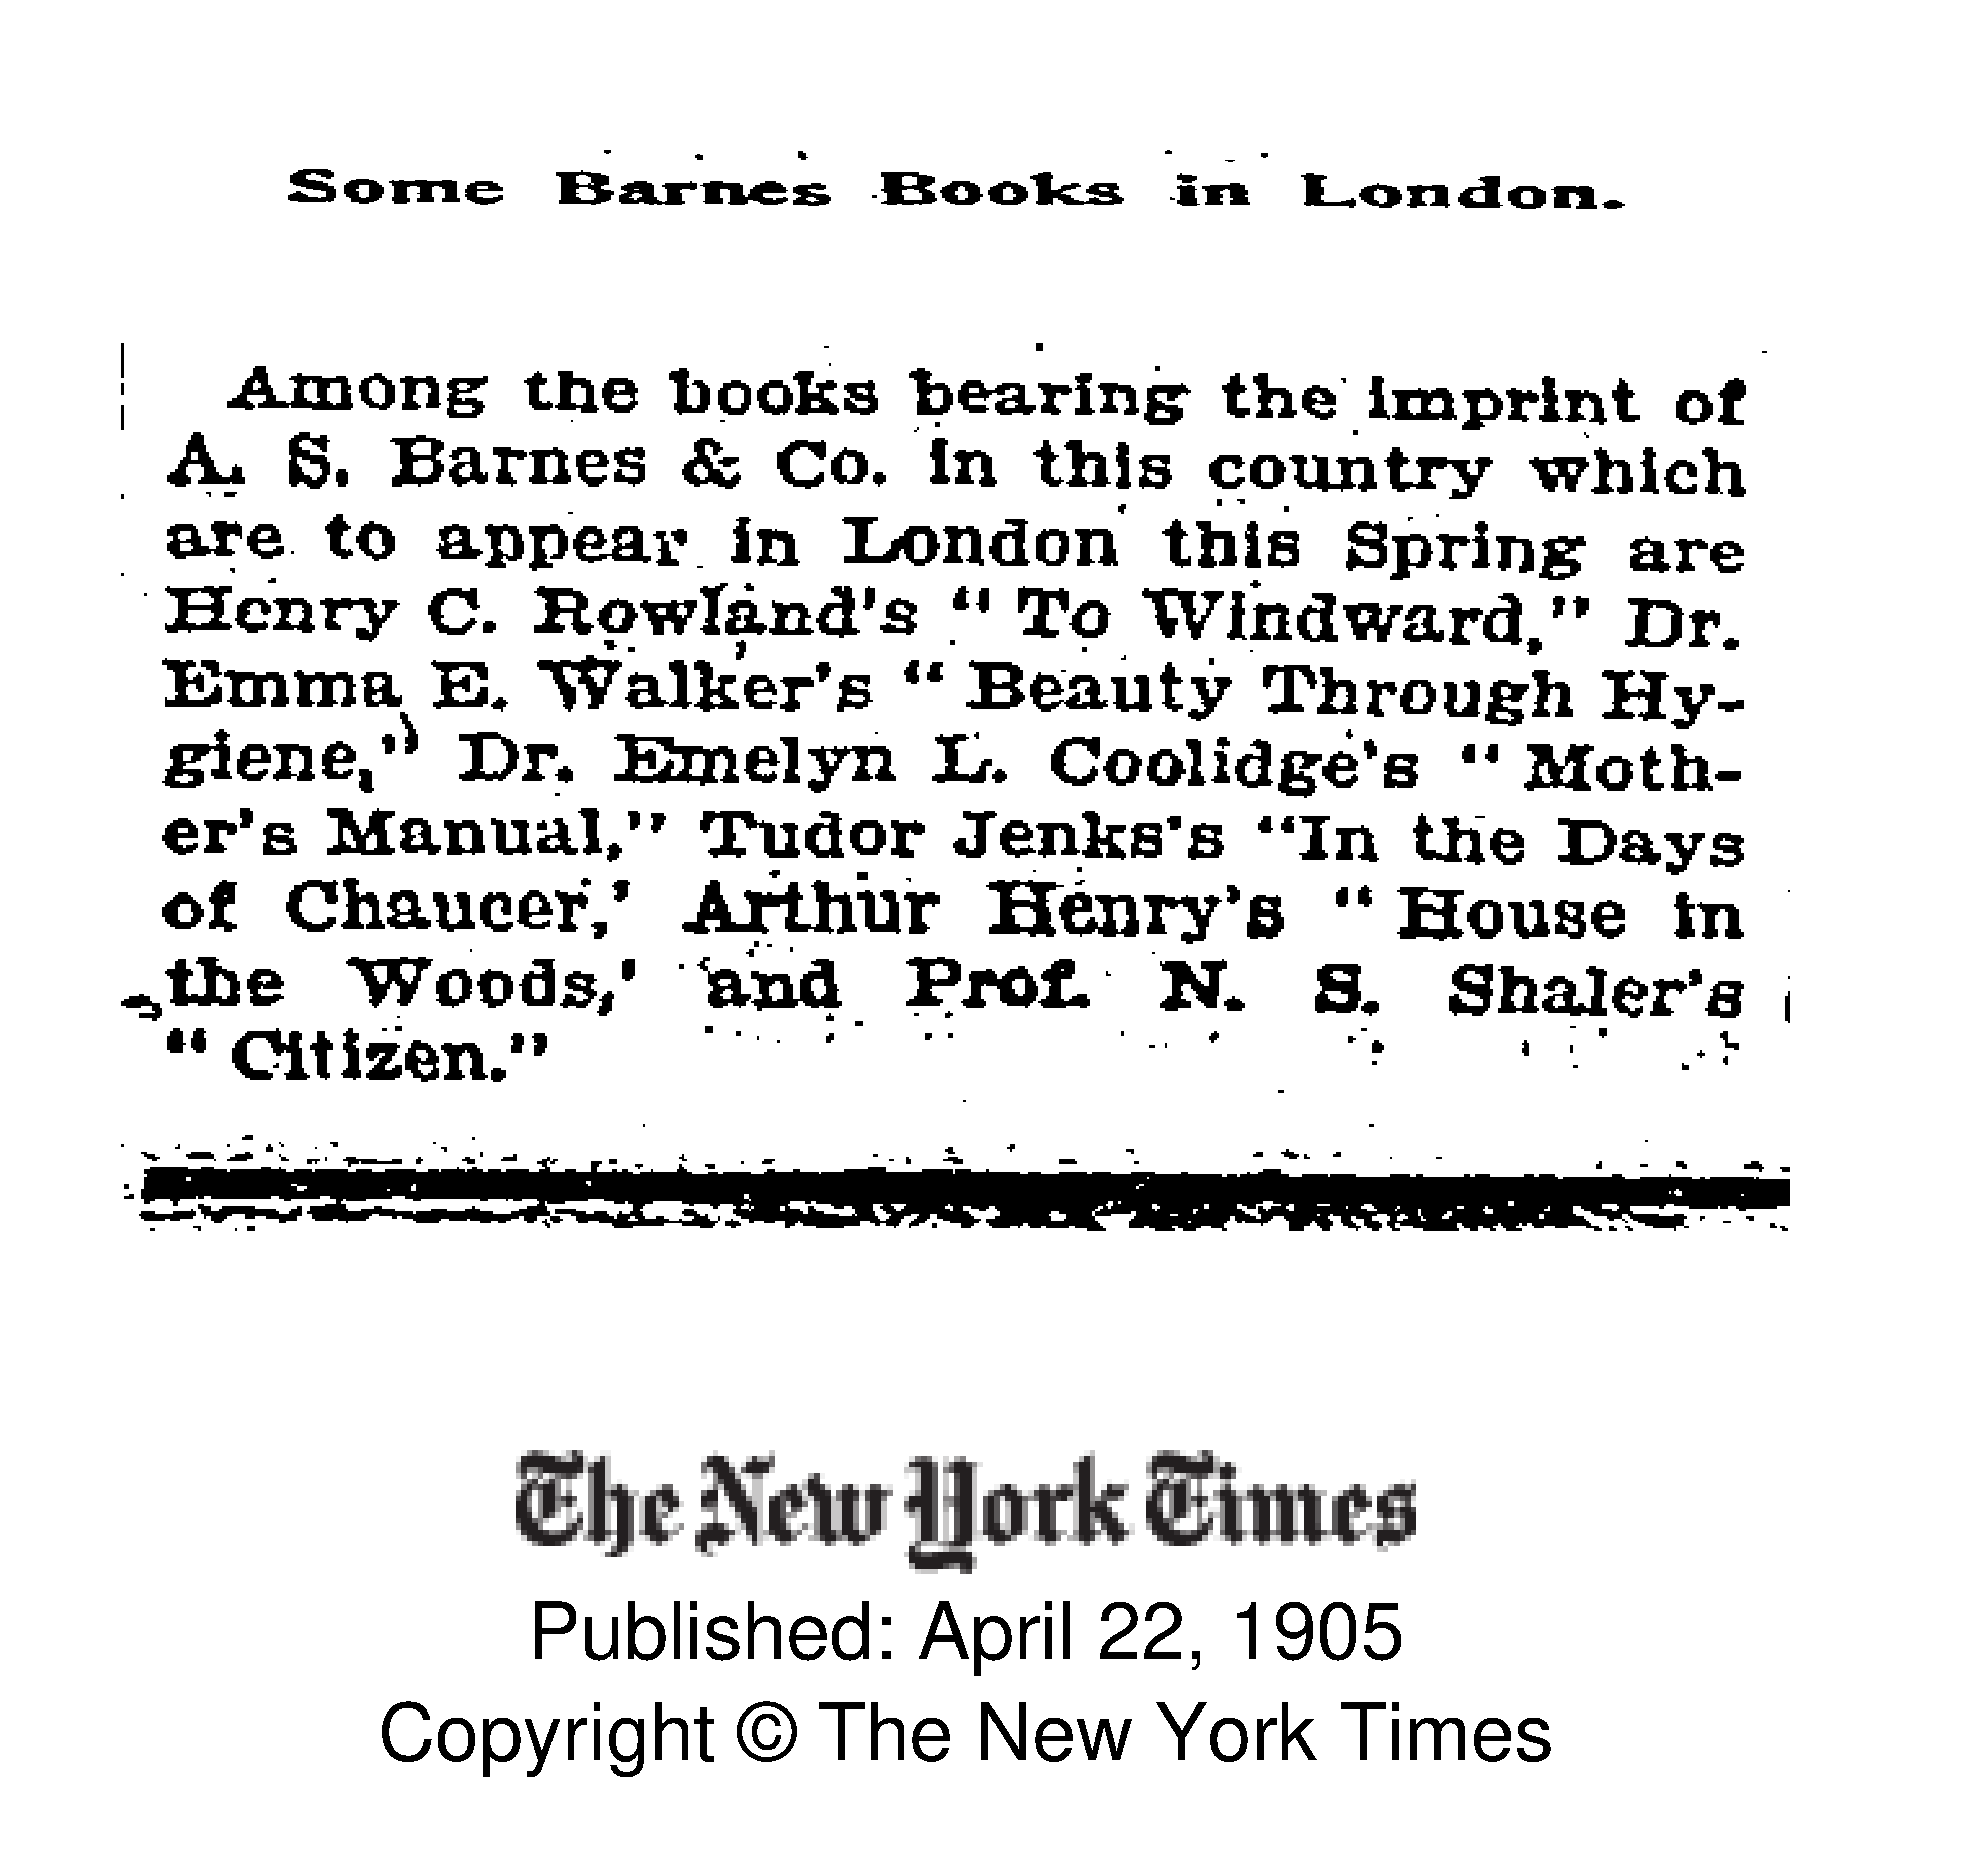 Some Barnes Books in London.
Among the books bearing the imprint of
A. S. Barnes & Co. in this country which
are to appear in London this Spring are
Henry C. Rowland's " To Windward," Dr.
Emma E. Walker's " Beauty Through Hy-
giene," Dr. Emelyn L. Coolidge's " Moth-
er's Manual," Tudor Jenks's "In the Days
of Chaucer,' Arthur Henry's " House in
the Woods,' and Prof. N. S. Shaler's
" Citizen."
The New York Times
Published: April 22, 1905
Copyright © The New York Times